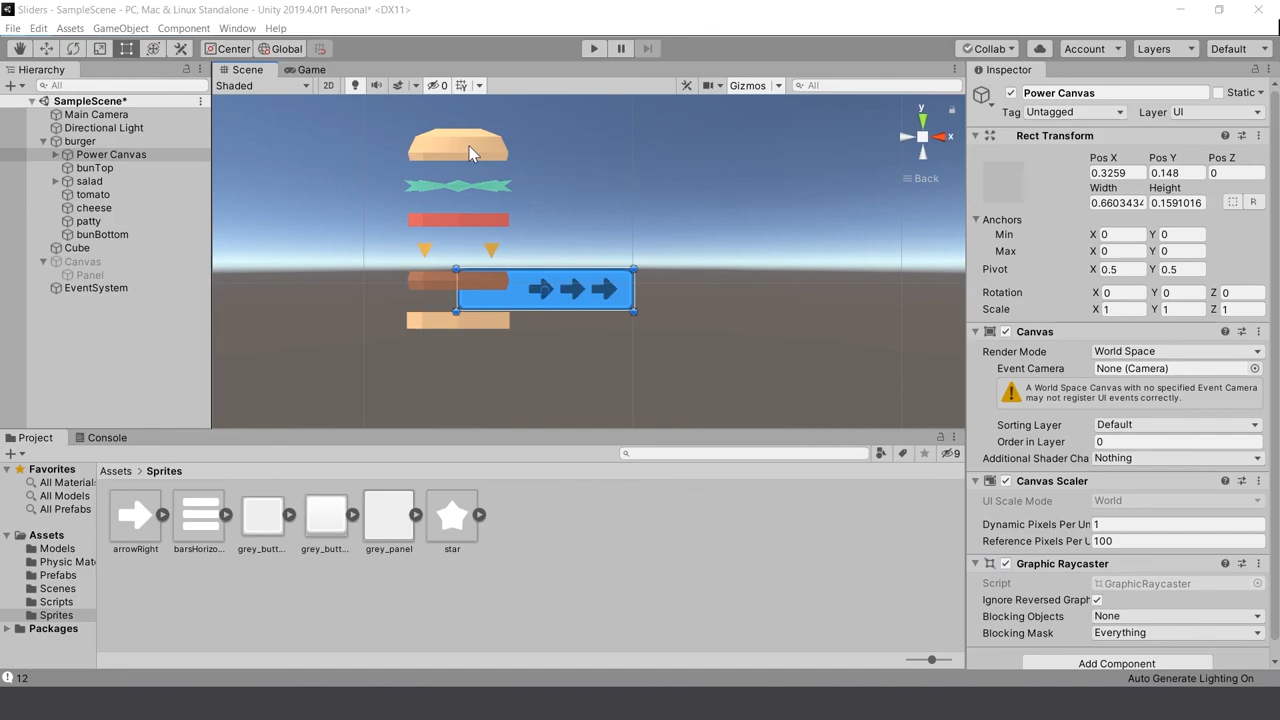 Sliders - SampleScene - PC, Mac & Linux Standalone - Unity 2019.4.0f1 Personal* <DX11>
File Edit Assets GameObject Component Window Help
Center Global Collab Account Layers Default
Hierarchy
All
SampleScene*
Main Camera
Directional Light
burger
Power Canvas
bunTop
salad
tomato
cheese
patty
bunBottom
Cube
Canvas
Panel
EventSystem
Scene Game
Shaded 2D 0 Gizmos All
y
x
Back
Inspector
Power Canvas Static
Tag Untagged Layer UI
Rect Transform
Pos X Pos Y Pos Z
0.3259 0.148 0
Width Height
0.6603434 0.1591016 R
Anchors
Min X 0 Y 0
Max X 0 Y 0
Pivot X 0.5 Y 0.5
Rotation X 0 Y 0 Z 0
Scale X 1 Y 1 Z 1
Canvas
Render Mode World Space
Event Camera None (Camera)
A World Space Canvas with no specified Event Camera
may not register UI events correctly.
Sorting Layer Default
Order in Layer 0
Additional Shader Cha Nothing
Canvas Scaler
UI Scale Mode World
Dynamic Pixels Per Un 1
Reference Pixels Per U 100
Graphic Raycaster
Script GraphicRaycaster
Ignore Reversed Graph
Blocking Objects None
Blocking Mask Everything
Add Component
Project Console
9
Favorites
All Material
All Models
All Prefabs
Assets
Models
Physic Mat
Prefabs
Scenes
Scripts
Sprites
Packages
Assets > Sprites
arrowRight barsHorizo... grey_butt... grey_butt... grey_panel star
12
Auto Generate Lighting On